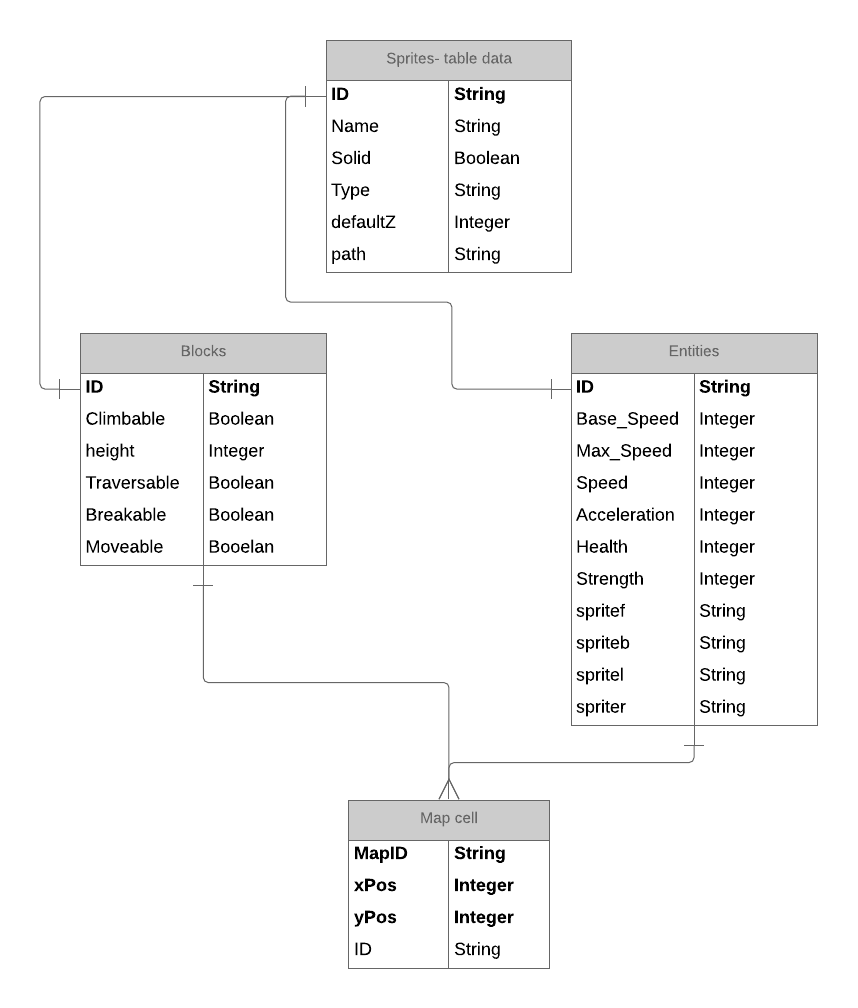 Sprites- table data
ID String
Name String
Solid Boolean
Type String
defaultZ Integer
path String
Blocks
ID String
Climbable Boolean
height Integer
Traversable Boolean
Breakable Boolean
Moveable Booelan
Entities
ID String
Base_Speed Integer
Max_Speed Integer
Speed Integer
Acceleration Integer
Health Integer
Strength Integer
spritef String
spriteb String
spritel String
spriter String
Map cell
MapID String
xPos Integer
yPos Integer
ID String